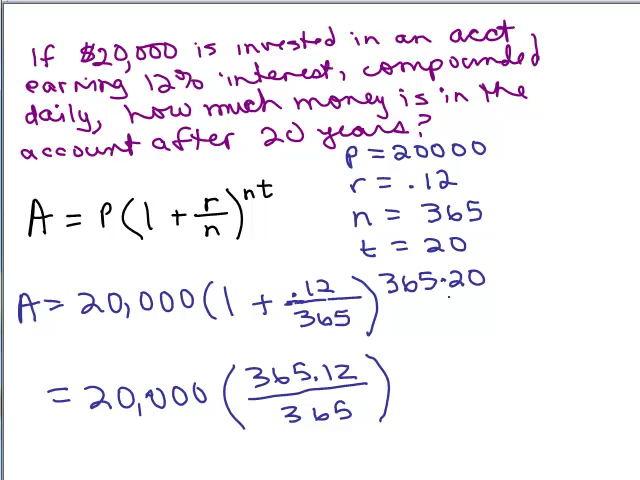 If $20,000 is invested in an acct
earning 12% interest, compounded
daily, how much money is in the
account after 20 years?
P = 20000
r = .12
n = 365
t = 20
A = P(1 + r/n)^nt
A = 20,000(1 + .12/365)^365·20
= 20,000(365.12/365)